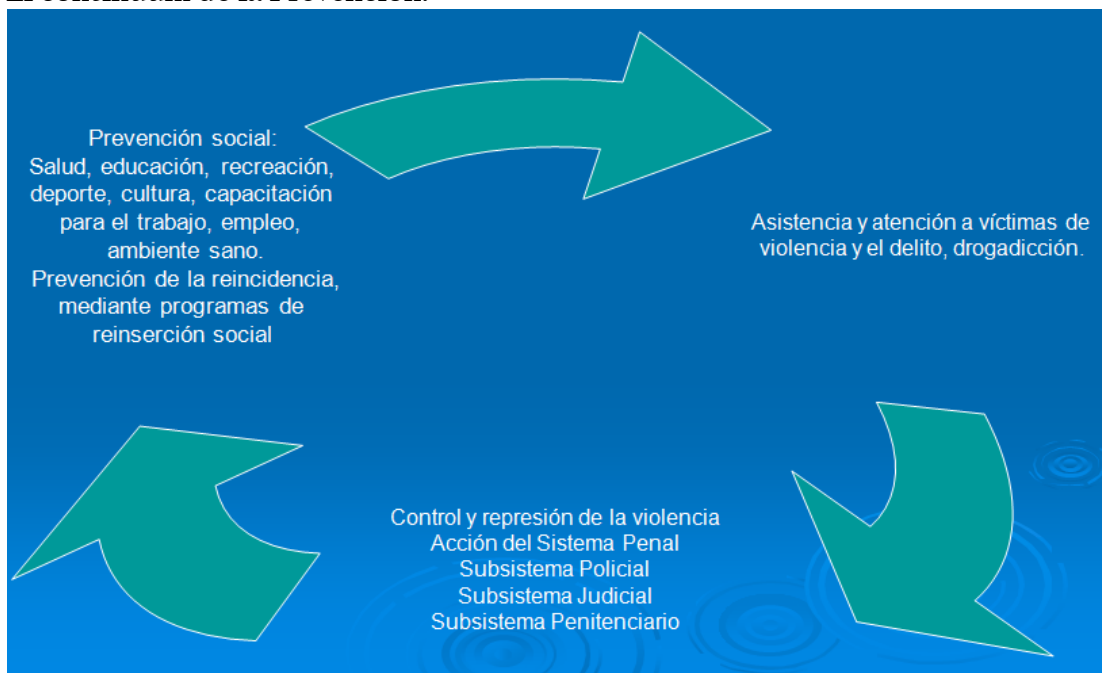 Prevención social:
Salud, educación, recreación,
deporte, cultura, capacitación
para el trabajo, empleo,
ambiente sano.
Prevención de la reincidencia,
mediante programas de
reinserción social
Asistencia y atención a víctimas de
violencia y el delito, drogadicción.
Control y represión de la violencia
Acción del Sistema Penal
Subsistema Policial
Subsistema Judicial
Subsistema Penitenciario